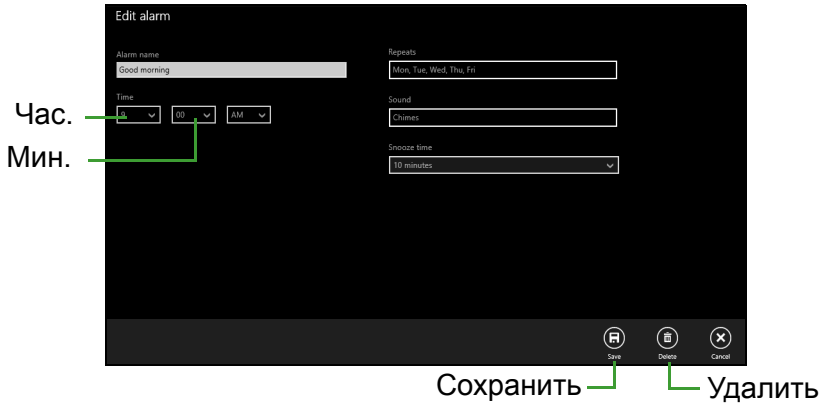 Edit alarm
Alarm name
Good morning
Time
00
AM
Repeats
Mon, Tue, Wed, Thu, Fri
Sound
Chimes
Snooze time
10 minutes
Час.
Мин.
Save
Delete
Cancel
Сохранить
Удалить